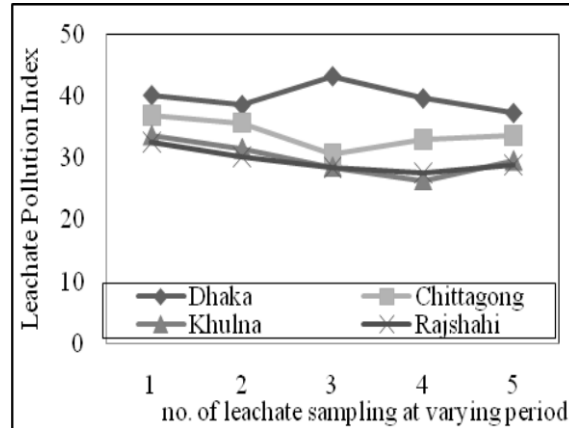 Leachate Pollution Index
50
40
30
20
10
0
Dhaka
Chittagong
Khulna
Rajshahi
1 2 3 4 5
no. of leachate sampling at varying period